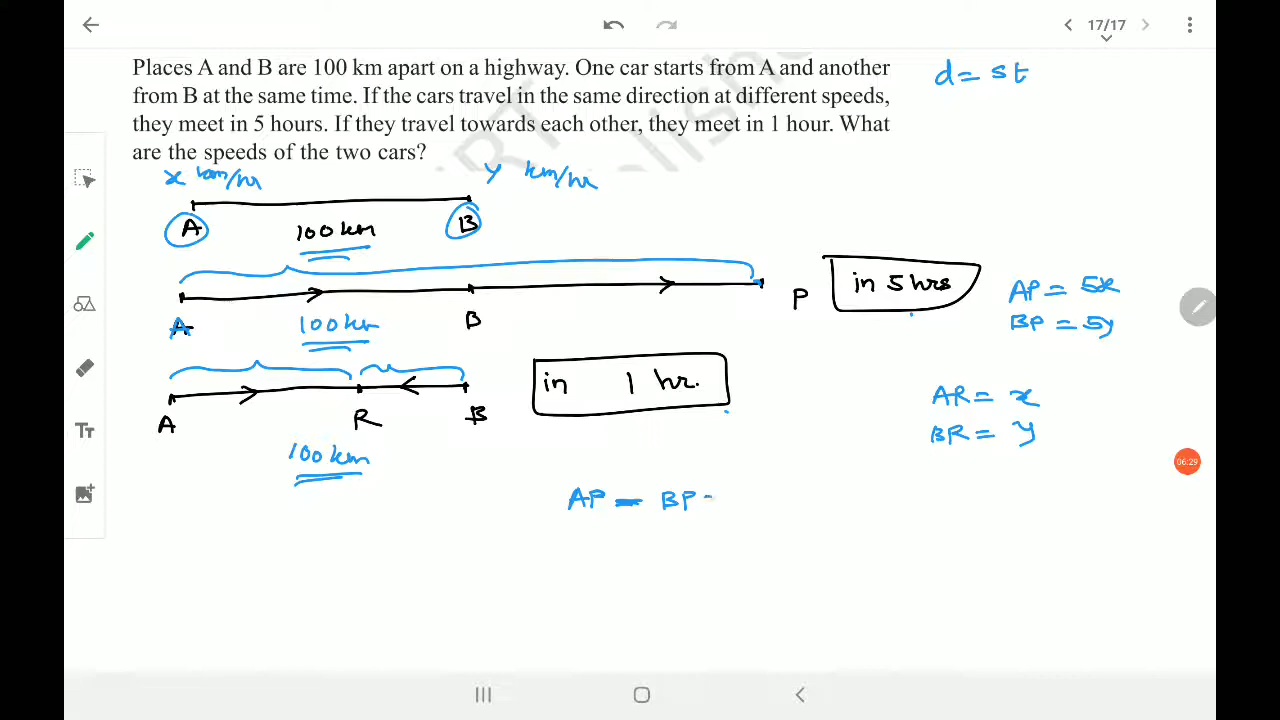 17/17
Places A and B are 100 km apart on a highway. One car starts from A and another
from B at the same time. If the cars travel in the same direction at different speeds,
they meet in 5 hours. If they travel towards each other, they meet in 1 hour. What
are the speeds of the two cars?
d = st
x km/hr
y km/hr
A 100 km B
A 100 km B P
in 5 hrs
AP = 5x
BP = 5y
A R B
100 km
in 1 hr.
AR = x
BR = y
Tт
06:29
AP - BP -